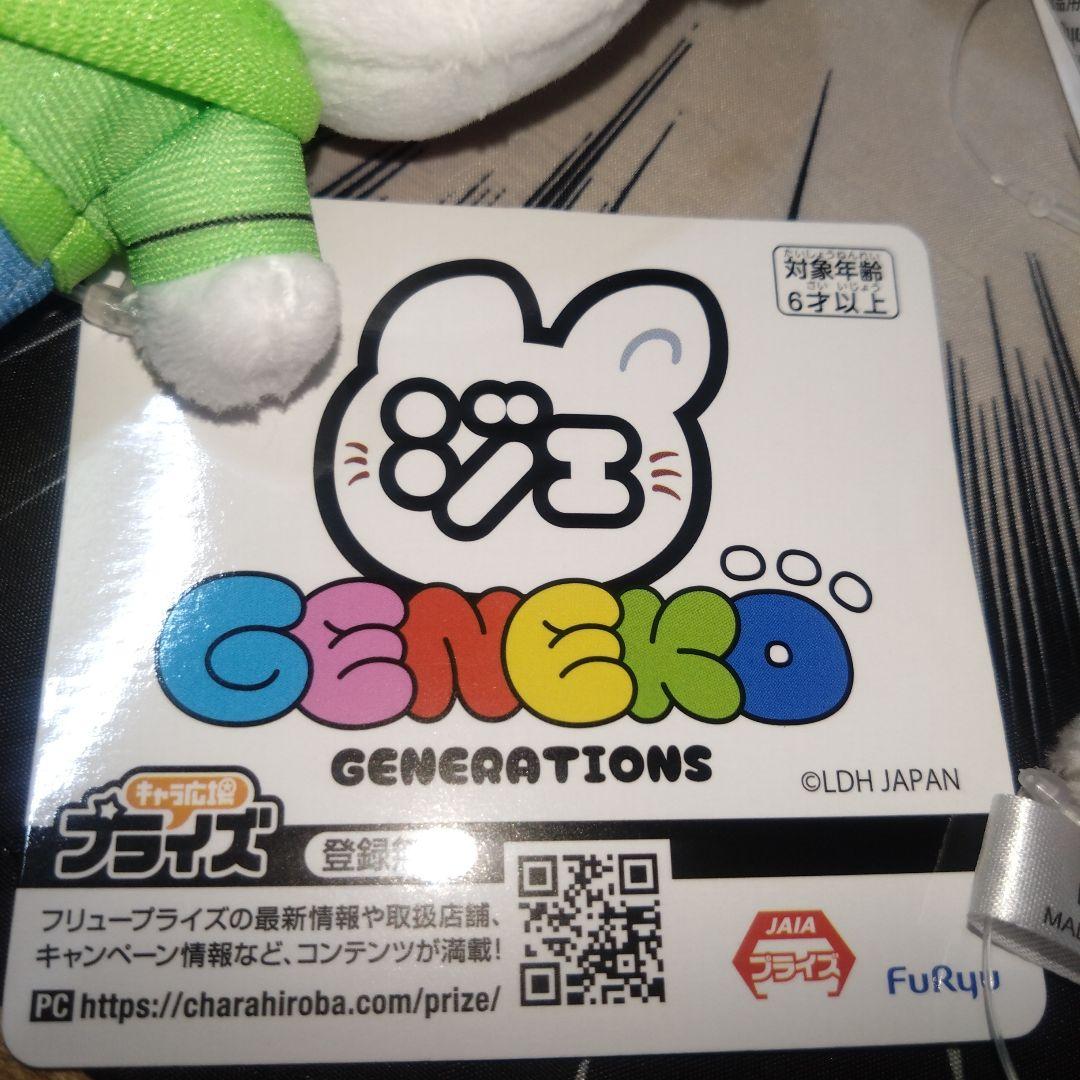 たいしょうねんれい
対象年齢
さい いじょう
6才以上
ジェ
GENEKO
GENERATIONS
©LDH JAPAN
キャラ広場
プライズ
フリュープライズの最新情報や取扱店舗、
キャンペーン情報など、コンテンツが満載!
PC https://charahiroba.com/prize/
JAIA
プライズ
FuRyu